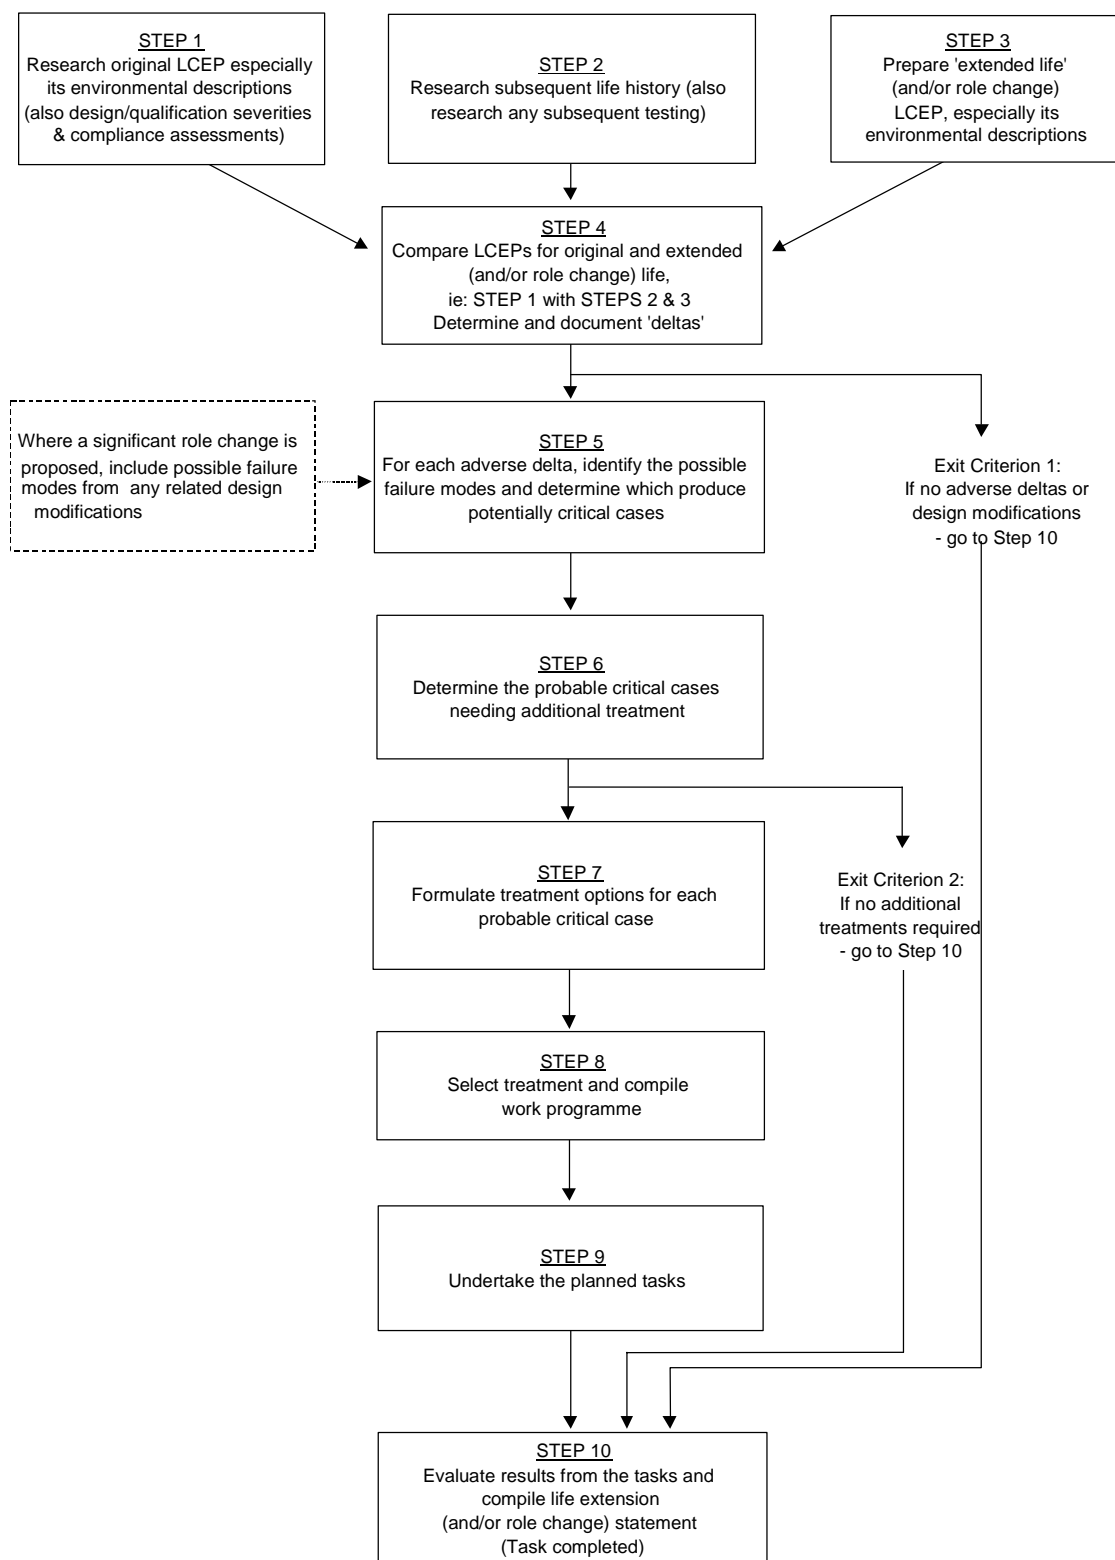 STEP 1
Research original LCEP especially
its environmental descriptions
(also design/qualification severities
& compliance assessments)
STEP 2
Research subsequent life history (also
research any subsequent testing)
STEP 3
Prepare 'extended life'
(and/or role change)
LCEP, especially its
environmental descriptions
STEP 4
Compare LCEPs for original and extended
(and/or role change) life,
ie: STEP 1 with STEPS 2 & 3
Determine and document 'deltas'
Where a significant role change is
proposed, include possible failure
modes from any related design
modifications
STEP 5
For each adverse delta, identify the possible
failure modes and determine which produce
potentially critical cases
Exit Criterion 1:
If no adverse deltas or
design modifications
- go to Step 10
STEP 6
Determine the probable critical cases
needing additional treatment
STEP 7
Formulate treatment options for each
probable critical case
Exit Criterion 2:
If no additional
treatments required
- go to Step 10
STEP 8
Select treatment and compile
work programme
STEP 9
Undertake the planned tasks
STEP 10
Evaluate results from the tasks and
compile life extension
(and/or role change) statement
(Task completed)